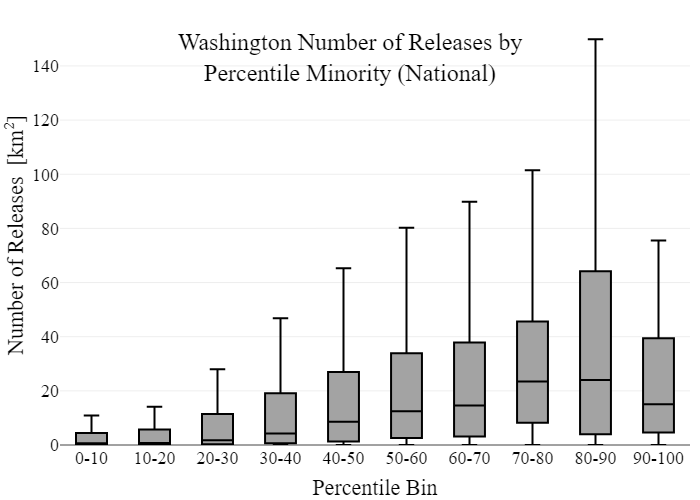 Washington Number of Releases by
Percentile Minority (National)
Number of Releases [km²]
140
120
100
80
60
40
20
0
0-10 10-20 20-30 30-40 40-50 50-60 60-70 70-80 80-90 90-100
Percentile Bin